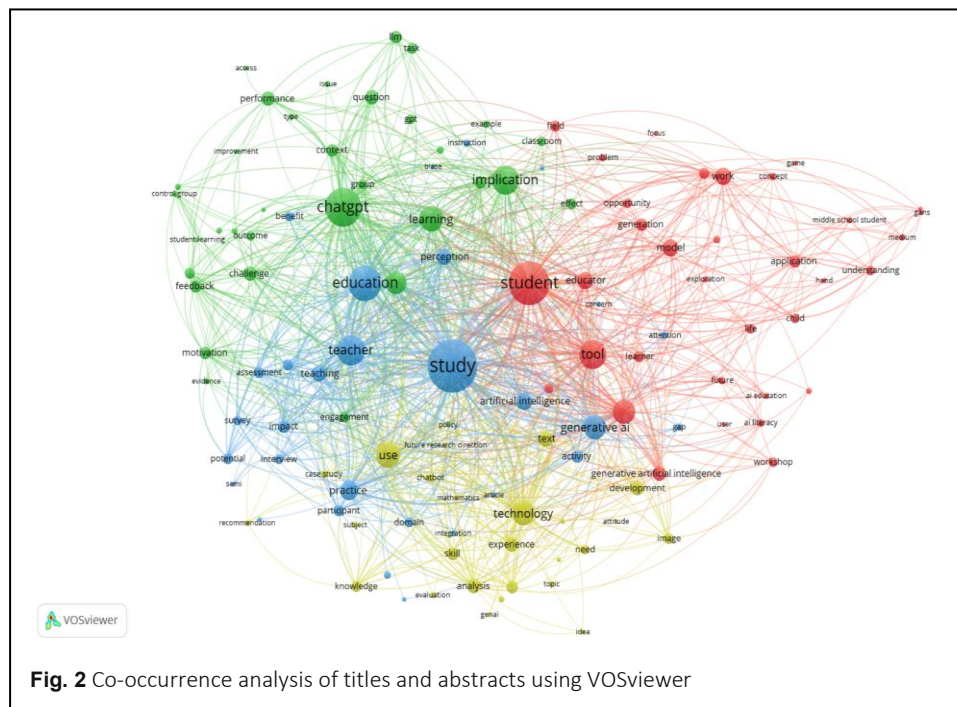 llm
task
access
issue
performance
question
type
gpt
example
field
focus
improvement
context
instruction
classroom
problem
game
biase
work
concept
control group
group
implication
chatgpt
effect
opportunity
gans
benefit
learning
generation
middle school student
student learning
outcome
medium
model
perception
challenge
application
feedback
education
student
educator
exploration
hand
understanding
concern
motivation
teacher
child
attention
life
study
tool
learner
assessment
teaching
evidence
artificial intelligence
future
ai education
engagement
survey
impact
policy
generative ai
gap
user
ai literacy
text
use
future research direction
potential
interview
activity
workshop
semi
case study
chatbot
generative artificial intelligence
practice
development
mathematics
article
participant
technology
recommendation
subject
domain
attitude
integration
experience
need
image
skill
knowledge
analysis
topic
evaluation
genai
idea
VOSviewer
Fig. 2 Co-occurrence analysis of titles and abstracts using VOSviewer